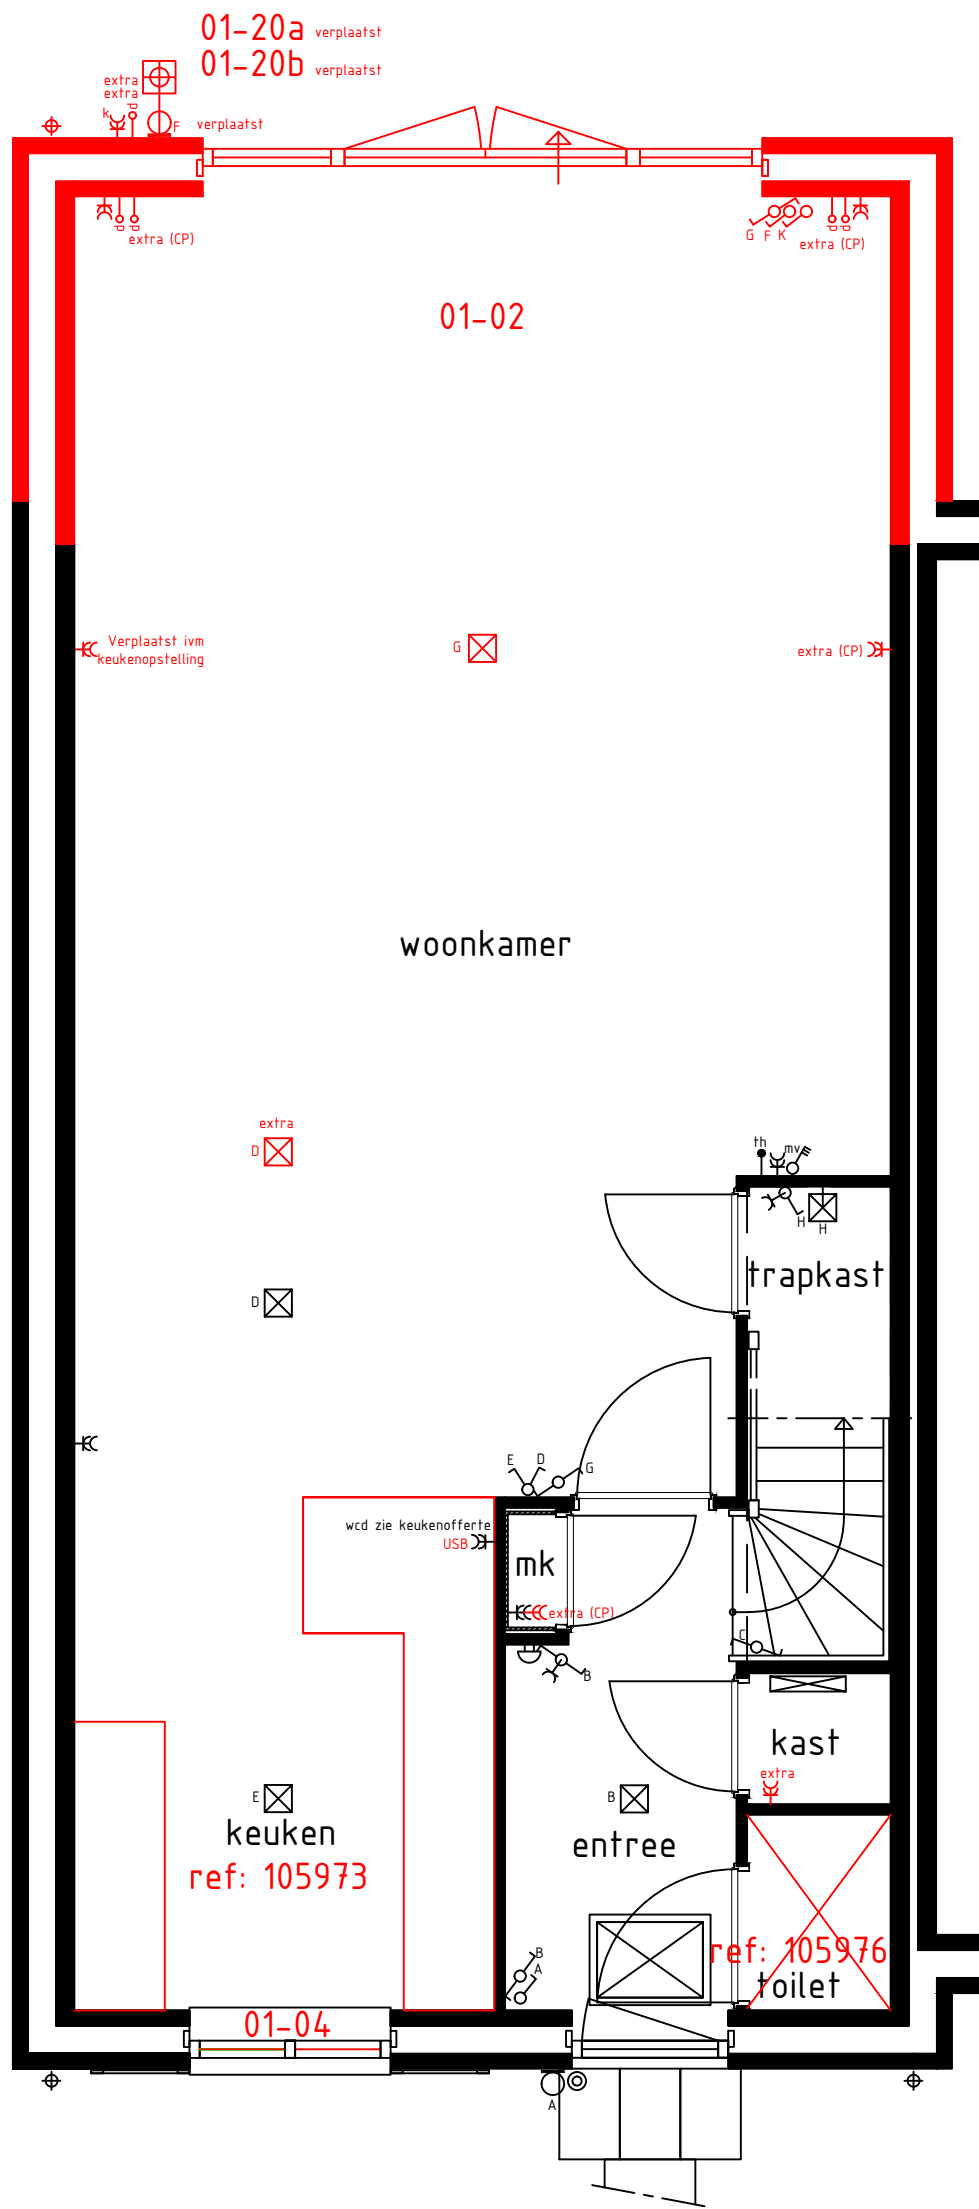 01-20a verplaatst
01-20b verplaatst
extra
extra
k
d
F verplaatst
d
d
extra (CP)
G F K
d
d
extra (CP)
01-02
Verplaatst ivm
keukenopstelling
G
extra (CP)
woonkamer
extra
D
th
mv
H
H
trapkast
D
E D G
wcd zie keukenofferte
USB
mk
extra (CP)
C
B
kast
extra
E
B
keuken
entree
ref: 105973
ref: 105976
toilet
B
A
01-04
A